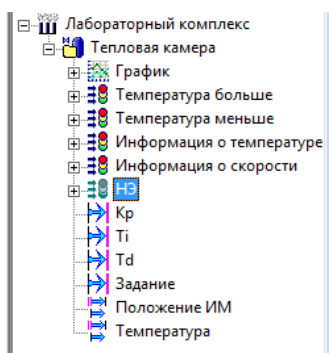 Лабораторный комплекс
Тепловая камера
График
Температура больше
Температура меньше
Информация о температуре
Информация о скорости
НЭ
Kp
Ti
Td
Задание
Положение ИМ
Температура